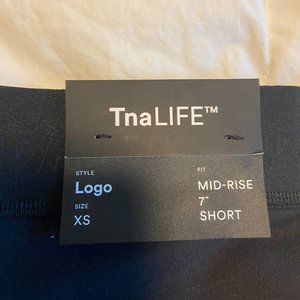 TnaLIFE™
STYLE
Logo
SIZE
XS
FIT
MID-RISE
7"
SHORT